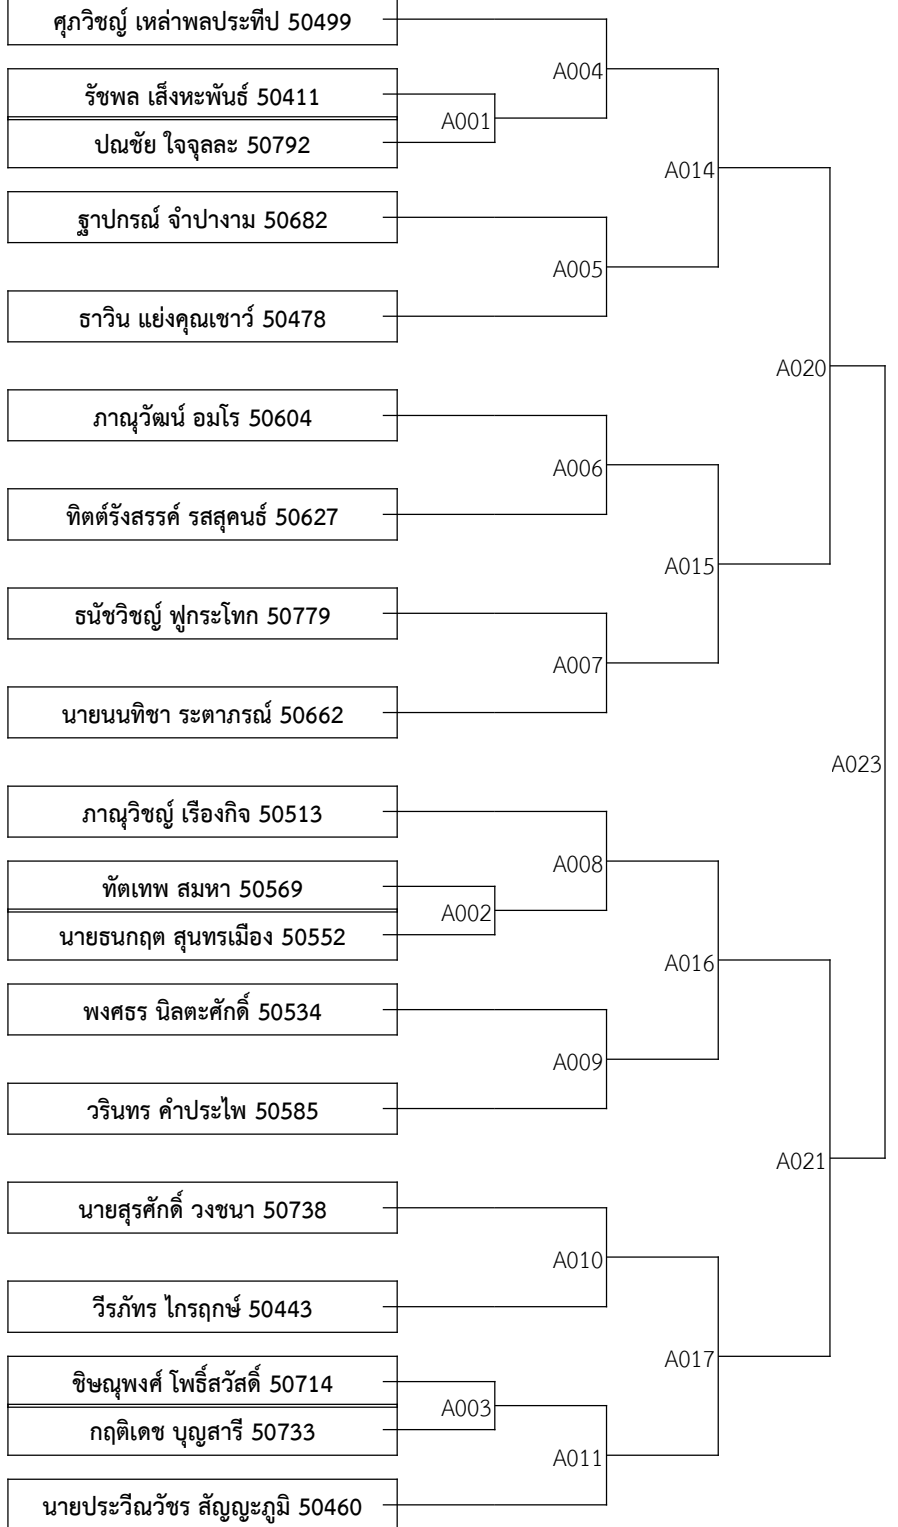 ศุภวิชญ์ เหล่าพลประทีป 50499
A004
รัชพล เส็งหะพันธ์ 50411
A001
ปณชัย ใจจุลละ 50792
A014
ฐาปกรณ์ จำปางาม 50682
A005
ธาวิน แย่งคุณเชาว์ 50478
A020
ภาณุวัฒน์ อมโร 50604
A006
ทิตต์รังสรรค์ รสสุคนธ์ 50627
A015
ธนัชวิชญ์ ฟูกระโทก 50779
A007
นายนนทิชา ระตาภรณ์ 50662
A023
ภาณุวิชญ์ เรืองกิจ 50513
A008
ทัตเทพ สมหา 50569
A002
นายธนกฤต สุนทรเมือง 50552
A016
พงศธร นิลตะศักดิ์ 50534
A009
วรินทร คำประไพ 50585
A021
นายสุรศักดิ์ วงชนา 50738
A010
วีรภัทร ไกรฤกษ์ 50443
A017
ชิษณุพงศ์ โพธิ์สวัสดิ์ 50714
A003
กฤติเดช บุญสารี 50733
A011
นายประวีณวัชร สัญญะภูมิ 50460